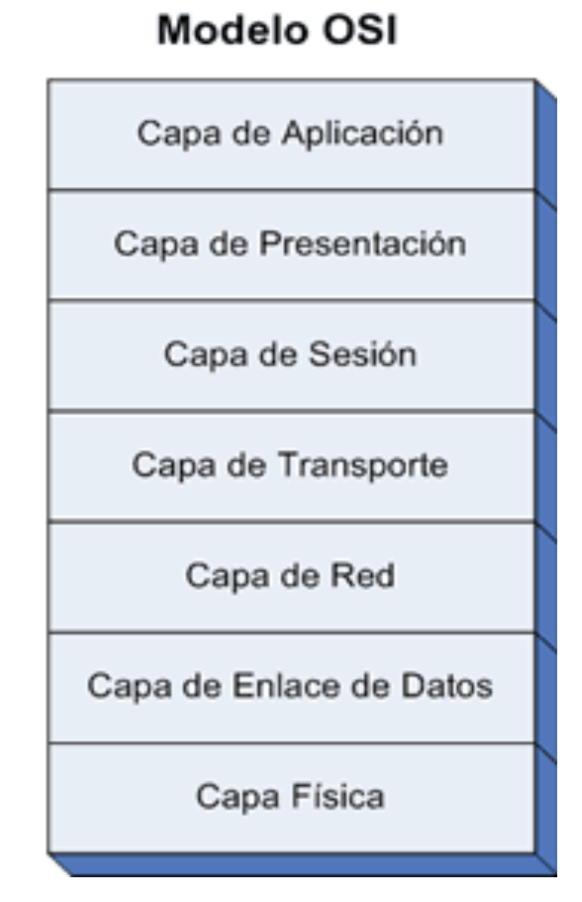 Modelo OSI
Capa de Aplicación
Capa de Presentación
Capa de Sesión
Capa de Transporte
Capa de Red
Capa de Enlace de Datos
Capa Física